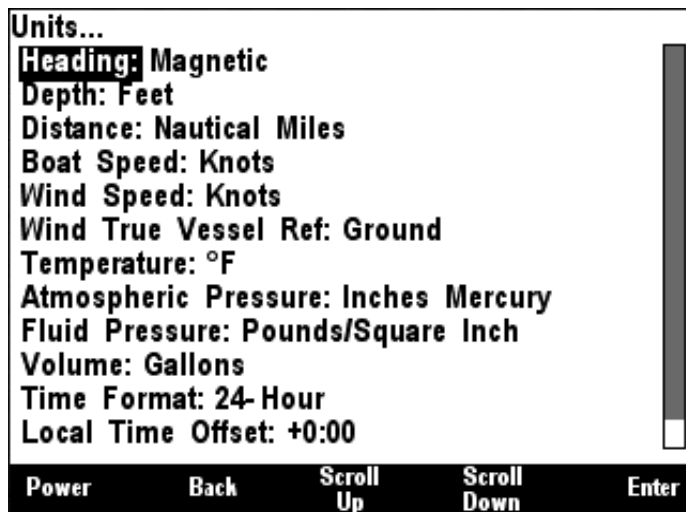 Units...
Heading: Magnetic
Depth: Feet
Distance: Nautical Miles
Boat Speed: Knots
Wind Speed: Knots
Wind True Vessel Ref: Ground
Temperature: °F
Atmospheric Pressure: Inches Mercury
Fluid Pressure: Pounds/Square Inch
Volume: Gallons
Time Format: 24-Hour
Local Time Offset: +0:00
Power Back Scroll Up Scroll Down Enter